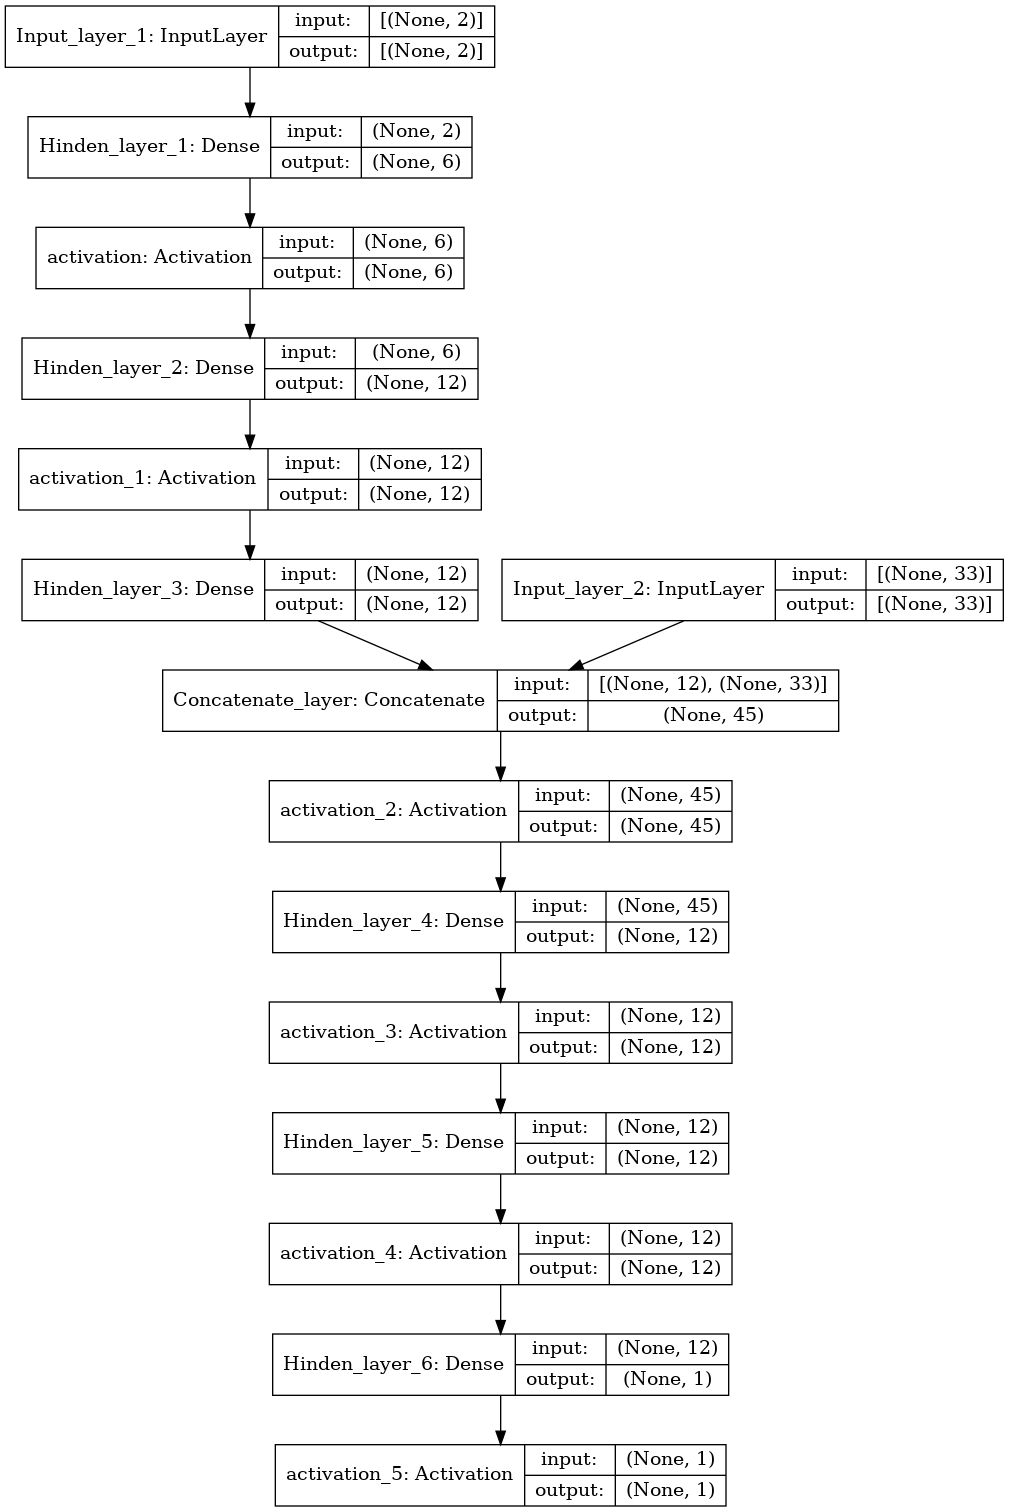 Input_layer_1: InputLayer
input: [(None, 2)]
output: [(None, 2)]
Hinden_layer_1: Dense
input: (None, 2)
output: (None, 6)
activation: Activation
input: (None, 6)
output: (None, 6)
Hinden_layer_2: Dense
input: (None, 6)
output: (None, 12)
activation_1: Activation
input: (None, 12)
output: (None, 12)
Hinden_layer_3: Dense
input: (None, 12)
output: (None, 12)
Input_layer_2: InputLayer
input: [(None, 33)]
output: [(None, 33)]
Concatenate_layer: Concatenate
input: [(None, 12), (None, 33)]
output: (None, 45)
activation_2: Activation
input: (None, 45)
output: (None, 45)
Hinden_layer_4: Dense
input: (None, 45)
output: (None, 12)
activation_3: Activation
input: (None, 12)
output: (None, 12)
Hinden_layer_5: Dense
input: (None, 12)
output: (None, 12)
activation_4: Activation
input: (None, 12)
output: (None, 12)
Hinden_layer_6: Dense
input: (None, 12)
output: (None, 1)
activation_5: Activation
input: (None, 1)
output: (None, 1)